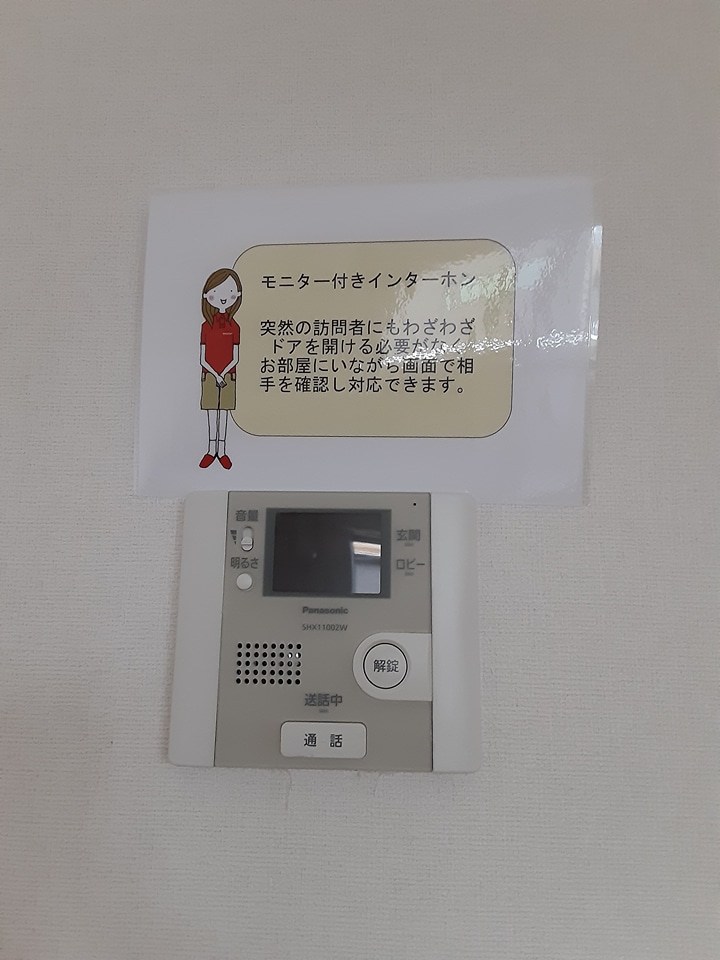 モニター付きインターホン
突然の訪問者にもわざわざ
ドアを開ける必要がなく
お部屋にいながら画面で相
手を確認し対応できます。
音量
玄関
明るさ
ロビー
Panasonic
SHX11002W
解錠
送話中
通話